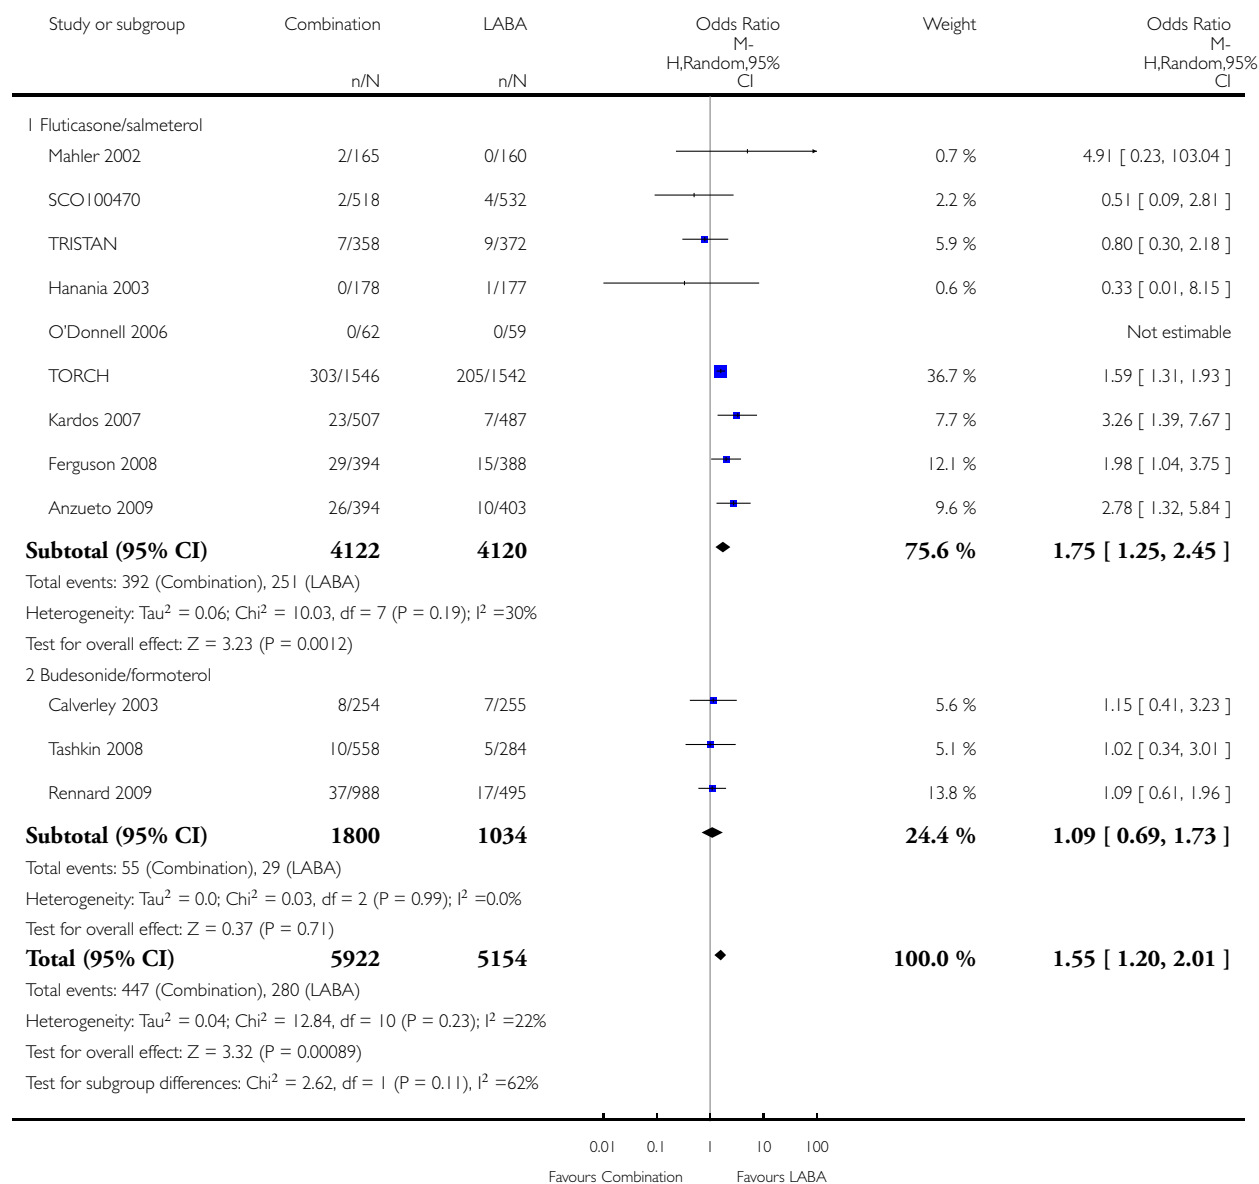 Study or subgroup Combination LABA Odds Ratio Weight Odds Ratio
M- M-
H,Random,95% H,Random,95%
n/N n/N CI CI
1 Fluticasone/salmeterol
Mahler 2002 2/165 0/160 0.7 % 4.91 [ 0.23, 103.04 ]
SCO100470 2/518 4/532 2.2 % 0.51 [ 0.09, 2.81 ]
TRISTAN 7/358 9/372 5.9 % 0.80 [ 0.30, 2.18 ]
Hanania 2003 0/178 1/177 0.6 % 0.33 [ 0.01, 8.15 ]
O'Donnell 2006 0/62 0/59 Not estimable
TORCH 303/1546 205/1542 36.7 % 1.59 [ 1.31, 1.93 ]
Kardos 2007 23/507 7/487 7.7 % 3.26 [ 1.39, 7.67 ]
Ferguson 2008 29/394 15/388 12.1 % 1.98 [ 1.04, 3.75 ]
Anzueto 2009 26/394 10/403 9.6 % 2.78 [ 1.32, 5.84 ]
Subtotal (95% CI) 4122 4120 75.6 % 1.75 [ 1.25, 2.45 ]
Total events: 392 (Combination), 251 (LABA)
Heterogeneity: Tau² = 0.06; Chi² = 10.03, df = 7 (P = 0.19); I² =30%
Test for overall effect: Z = 3.23 (P = 0.0012)
2 Budesonide/formoterol
Calverley 2003 8/254 7/255 5.6 % 1.15 [ 0.41, 3.23 ]
Tashkin 2008 10/558 5/284 5.1 % 1.02 [ 0.34, 3.01 ]
Rennard 2009 37/988 17/495 13.8 % 1.09 [ 0.61, 1.96 ]
Subtotal (95% CI) 1800 1034 24.4 % 1.09 [ 0.69, 1.73 ]
Total events: 55 (Combination), 29 (LABA)
Heterogeneity: Tau² = 0.0; Chi² = 0.03, df = 2 (P = 0.99); I² =0.0%
Test for overall effect: Z = 0.37 (P = 0.71)
Total (95% CI) 5922 5154 100.0 % 1.55 [ 1.20, 2.01 ]
Total events: 447 (Combination), 280 (LABA)
Heterogeneity: Tau² = 0.04; Chi² = 12.84, df = 10 (P = 0.23); I² =22%
Test for overall effect: Z = 3.32 (P = 0.00089)
Test for subgroup differences: Chi² = 2.62, df = 1 (P = 0.11), I² =62%
0.01 0.1 1 10 100
Favours Combination Favours LABA